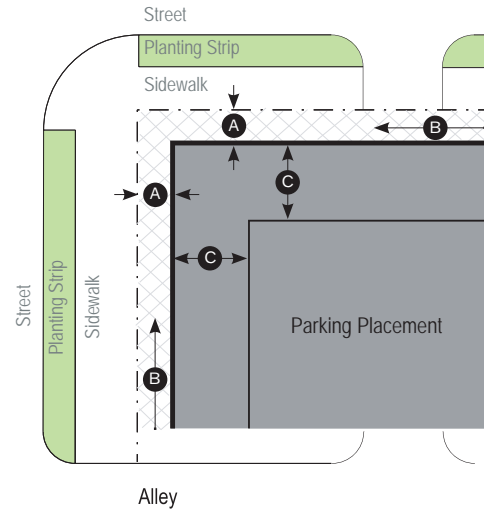 Street
Planting Strip
Sidewalk
A
B
C
A
C
Parking Placement
Street
Planting Strip
Sidewalk
B
Alley